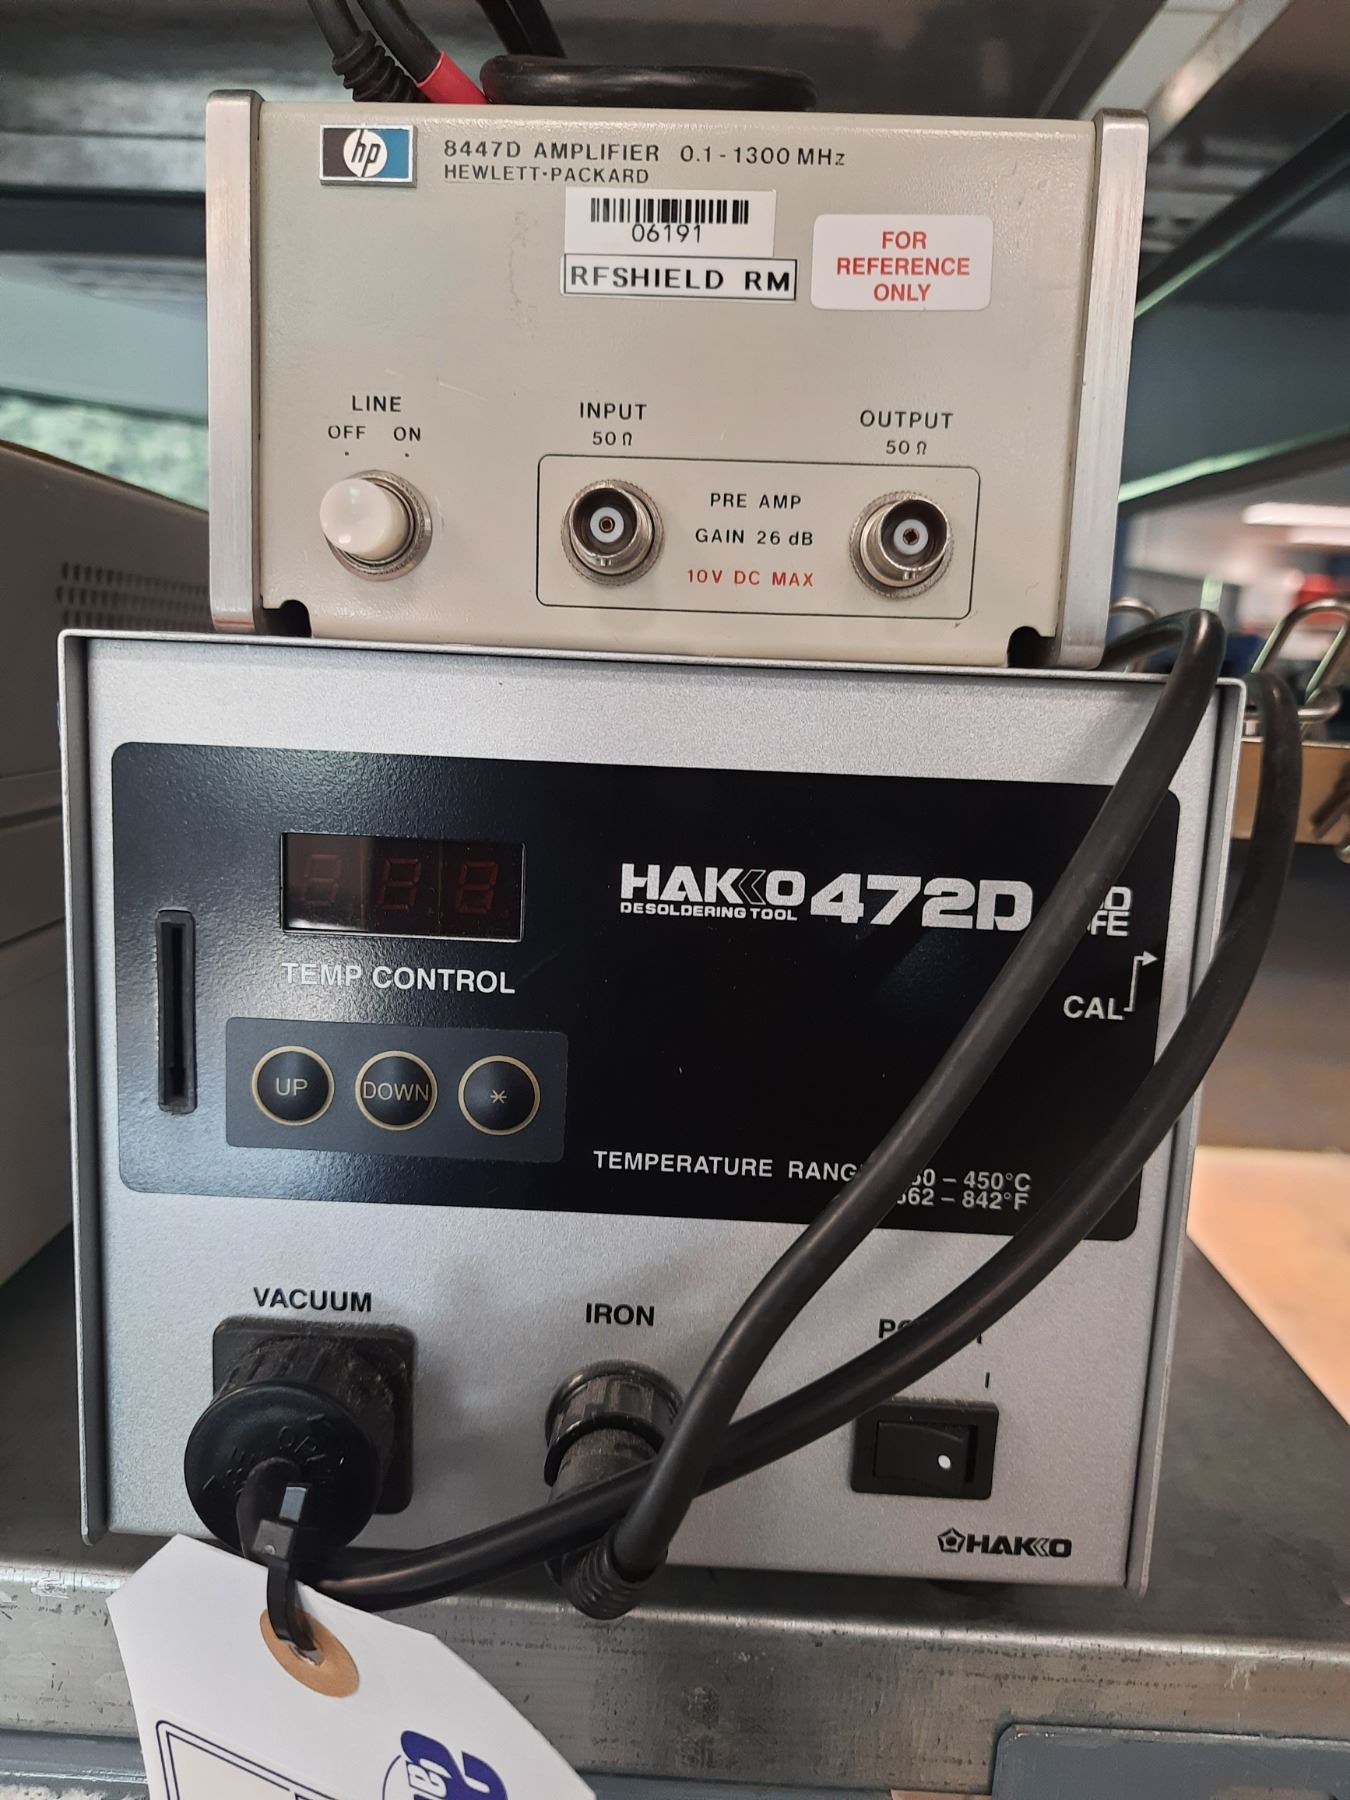 hp
8447D AMPLIFIER 0.1 - 1300 MHz
HEWLETT·PACKARD
06191
RFSHIELD RM
FOR
REFERENCE
ONLY
LINE
OFF ON
INPUT
50 Ω
OUTPUT
50 Ω
PRE AMP
GAIN 26 dB
10V DC MAX
HAKKO
DESOLDERING TOOL
472D
TEMP CONTROL
CAL
UP DOWN *
TEMPERATURE
– 450°C
– 842°F
VACUUM
IRON
I
HAKKO